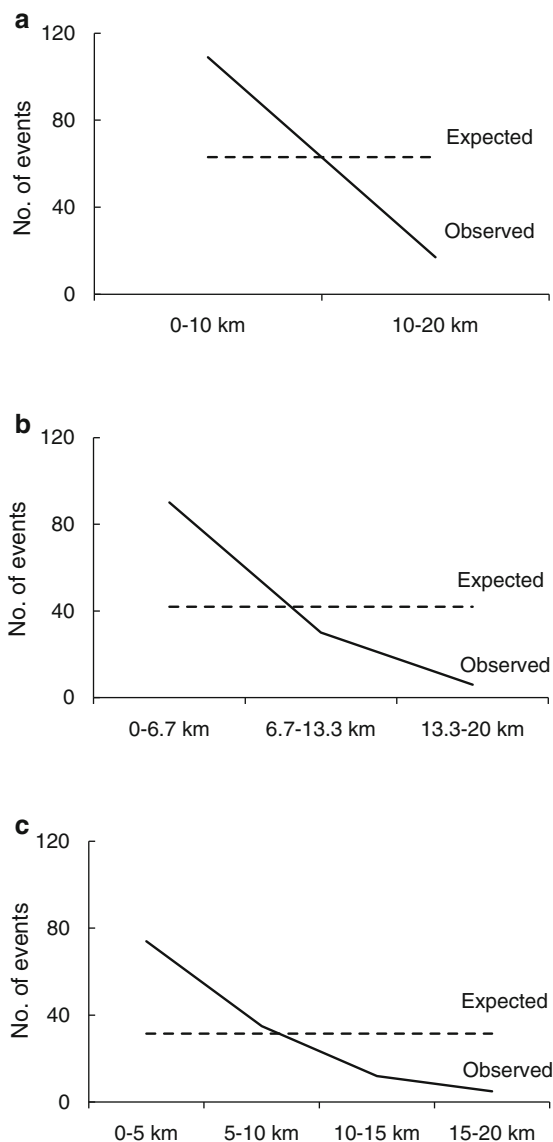 a
120
80
40
0
No. of events
Expected
Observed
0-10 km 10-20 km
b
120
80
40
0
No. of events
Expected
Observed
0-6.7 km 6.7-13.3 km 13.3-20 km
c
120
80
40
0
No. of events
Expected
Observed
0-5 km 5-10 km 10-15 km 15-20 km